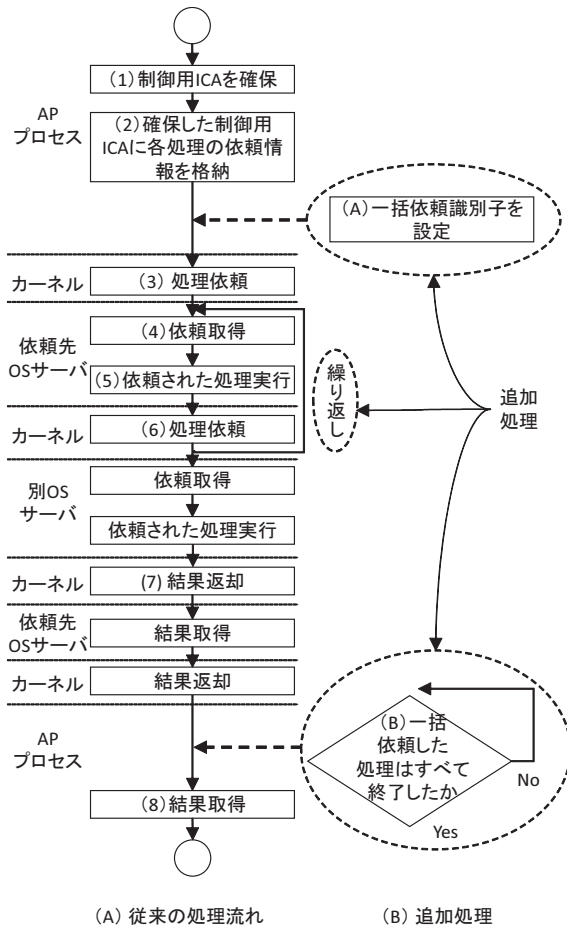 (1)制御用ICAを確保
AP
プロセス
(2)確保した制御用
ICAに各処理の依頼情
報を格納
(A)一括依頼識別子を
設定
カーネル
(3) 処理依頼
依頼先
OSサーバ
(4)依頼取得
(5)依頼された処理実行
繰り返し
追加
処理
カーネル
(6)処理依頼
別OS
サーバ
依頼取得
依頼された処理実行
カーネル
(7) 結果返却
依頼先
OSサーバ
結果取得
カーネル
結果返却
AP
プロセス
(B)一括
依頼した
処理はすべて
終了したか
No
Yes
(8)結果取得
(A) 従来の処理流れ
(B) 追加処理